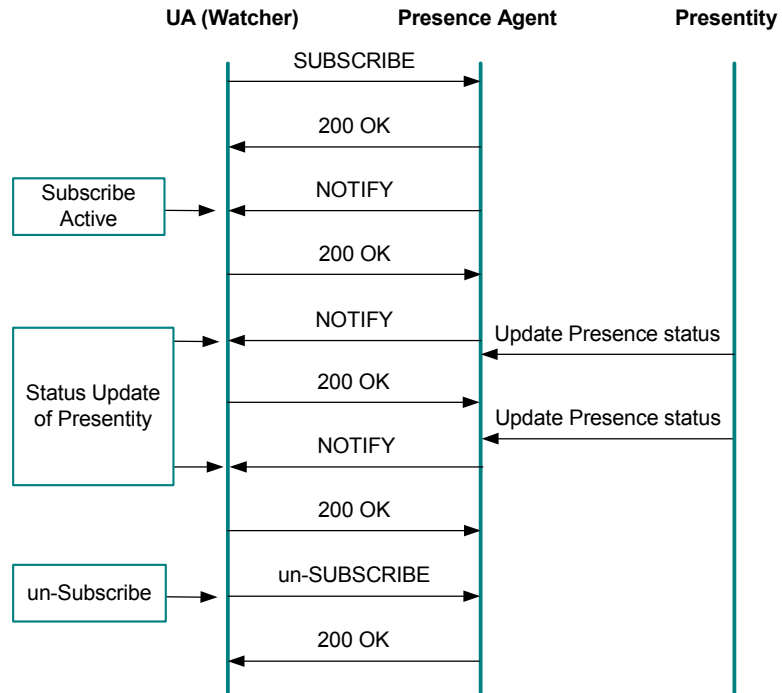 UA (Watcher) Presence Agent Presentity
SUBSCRIBE
200 OK
Subscribe
Active
NOTIFY
200 OK
NOTIFY
Update Presence status
Status Update
of Presentity
200 OK
Update Presence status
NOTIFY
200 OK
un-Subscribe
un-SUBSCRIBE
200 OK